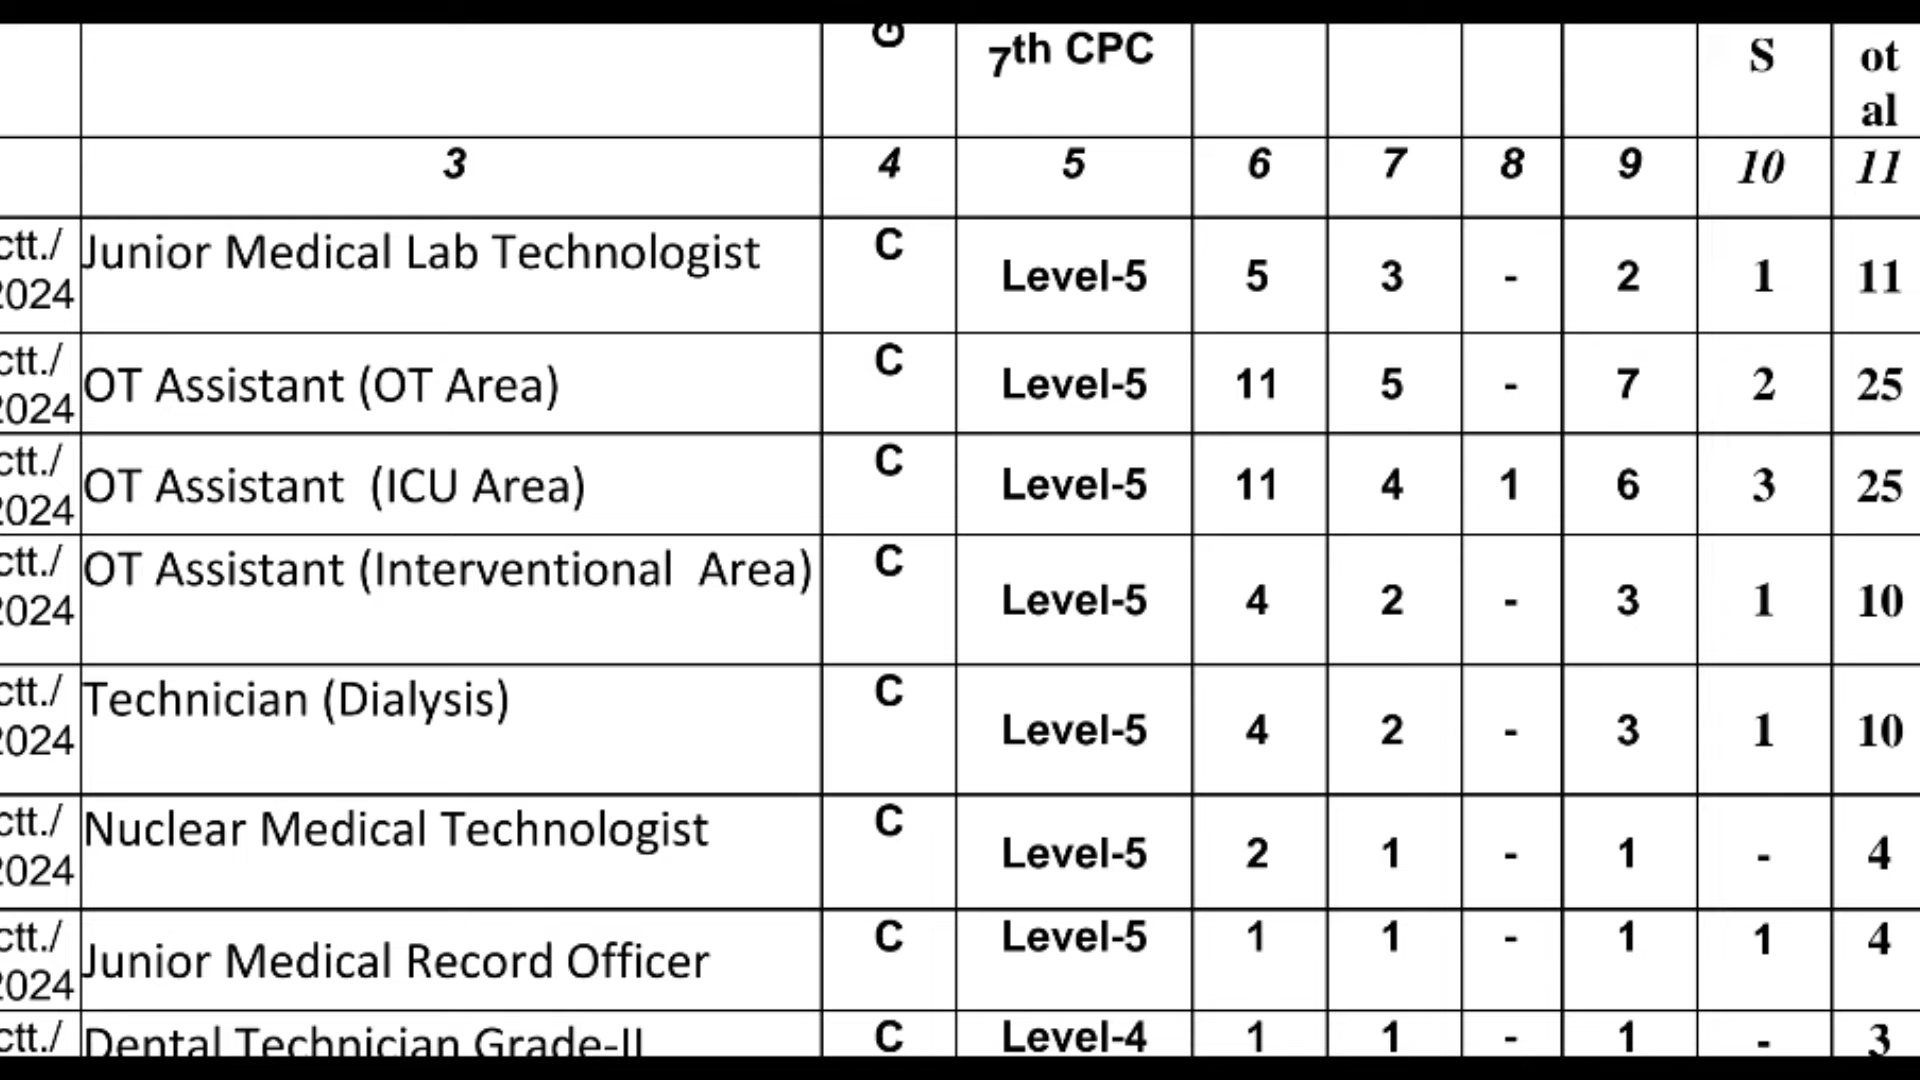 G 7th CPC S ot
al
3 4 5 6 7 8 9 10 11
ctt./ Junior Medical Lab Technologist C Level-5 5 3 - 2 1 11
2024
ctt./ OT Assistant (OT Area) C Level-5 11 5 - 7 2 25
2024
ctt./ OT Assistant (ICU Area) C Level-5 11 4 1 6 3 25
2024
ctt./ OT Assistant (Interventional Area) C Level-5 4 2 - 3 1 10
2024
ctt./ Technician (Dialysis) C Level-5 4 2 - 3 1 10
2024
ctt./ Nuclear Medical Technologist C Level-5 2 1 - 1 - 4
2024
ctt./ Junior Medical Record Officer C Level-5 1 1 - 1 1 4
2024
ctt./ Dental Technician Grade-II C Level-4 1 1 - 1 - 3